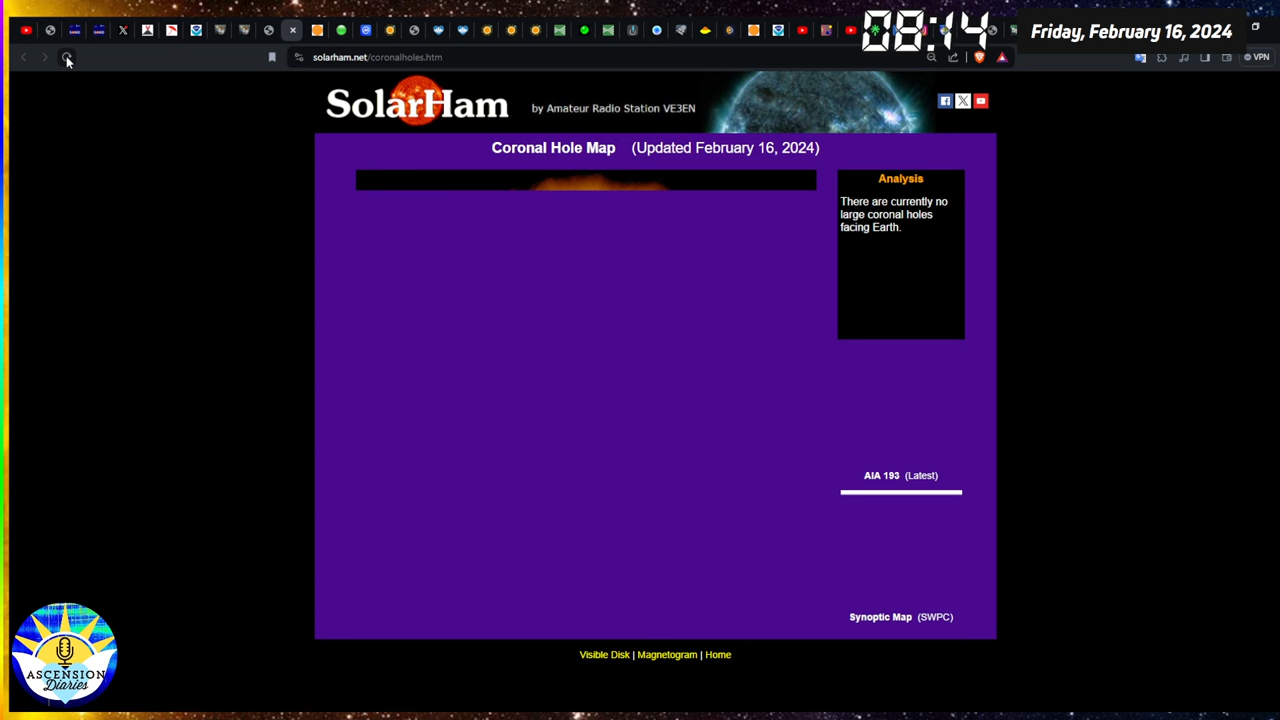 08:14
Friday, February 16, 2024
solarham.net/coronalholes.htm
VPN
SolarHam
by Amateur Radio Station VE3EN
Coronal Hole Map (Updated February 16, 2024)
Analysis
There are currently no
large coronal holes
facing Earth.
AIA 193 (Latest)
Synoptic Map (SWPC)
Visible Disk | Magnetogram | Home
ASCENSION
Diaries